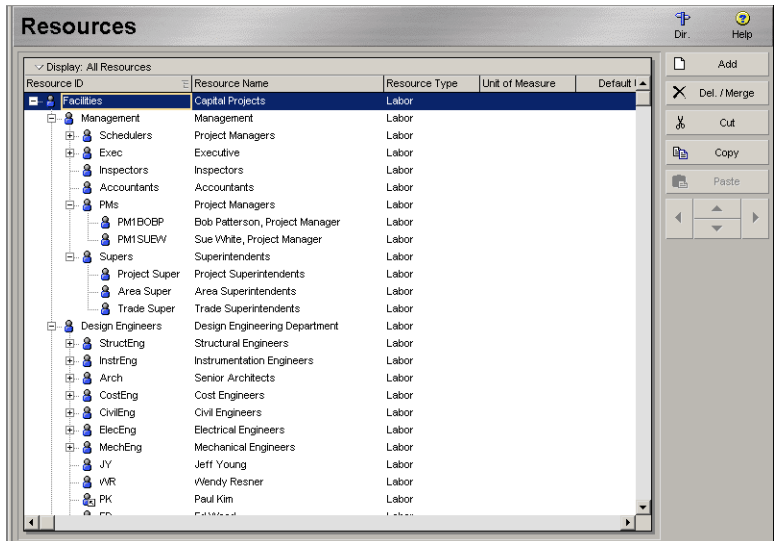 Resources
Dir.
Help
Display: All Resources
Resource ID Resource Name Resource Type Unit of Measure Default
Facilities Capital Projects Labor
Management Management Labor
Schedulers Project Managers Labor
Exec Executive Labor
Inspectors Inspectors Labor
Accountants Accountants Labor
PMs Project Managers Labor
PM1BOBP Bob Patterson, Project Manager Labor
PM1SUEW Sue White, Project Manager Labor
Supers Superintendents Labor
Project Super Project Superintendents Labor
Area Super Area Superintendents Labor
Trade Super Trade Superintendents Labor
Design Engineers Design Engineering Department Labor
StructEng Structural Engineers Labor
InstrEng Instrumentation Engineers Labor
Arch Senior Architects Labor
CostEng Cost Engineers Labor
CivilEng Civil Engineers Labor
ElecEng Electrical Engineers Labor
MechEng Mechanical Engineers Labor
JY Jeff Young Labor
WR Wendy Resner Labor
PK Paul Kim Labor
Add
Del. / Merge
Cut
Copy
Paste